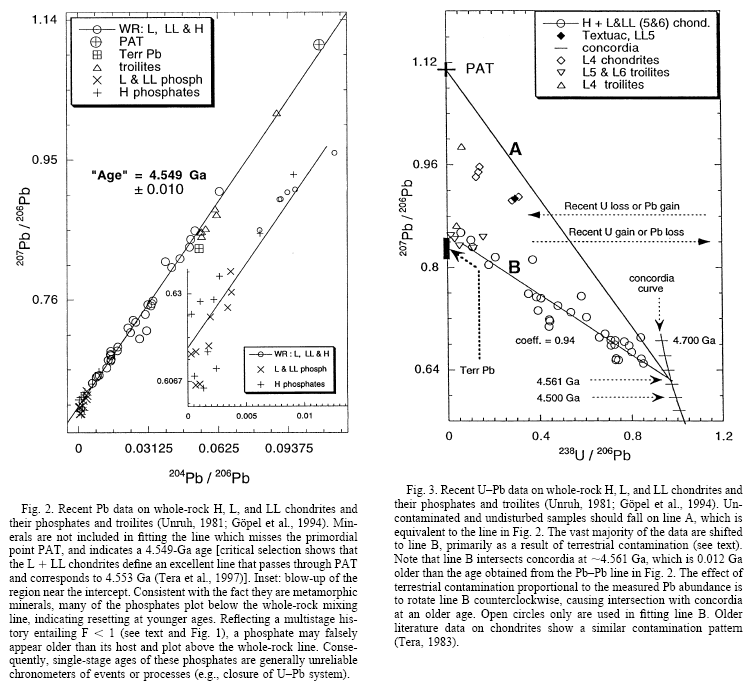 WR: L, LL & H
PAT
Terr Pb
troilites
L & LL phosph
H phosphates
1.14
0.95
0.76
207Pb / 206Pb
"Age" = 4.549 Ga
± 0.010
0.63
0.6067
WR: L, LL & H
L & LL phosph
H phosphates
0
0.005
0.01
0
0.03125
0.0625
0.09375
204Pb / 206Pb
Fig. 2. Recent Pb data on whole-rock H, L, and LL chondrites and
their phosphates and troilites (Unruh, 1981; Göpel et al., 1994). Min-
erals are not included in fitting the line which misses the primordial
point PAT, and indicates a 4.549-Ga age [critical selection shows that
the L + LL chondrites define an excellent line that passes through PAT
and corresponds to 4.553 Ga (Tera et al., 1997)]. Inset: blow-up of the
region near the intercept. Consistent with the fact they are metamorphic
minerals, many of the phosphates plot below the whole-rock mixing
line, indicating resetting at younger ages. Reflecting a multistage his-
tory entailing F < 1 (see text and Fig. 1), a phosphate may falsely
appear older than its host and plot above the whole-rock line. Conse-
quently, single-stage ages of these phosphates are generally unreliable
chronometers of events or processes (e.g., closure of U–Pb system).
H + L&LL (5&6) chond.
Textuac, LL5
concordia
L4 chondrites
L5 & L6 troilites
L4 troilites
1.12
0.96
0.8
0.64
207Pb / 206Pb
PAT
A
Recent U loss or Pb gain
Recent U gain or Pb loss
B
concordia
curve
coeff. = 0.94
4.700 Ga
Terr Pb
4.561 Ga
4.500 Ga
0
0.4
0.8
1.2
238U / 206Pb
Fig. 3. Recent U–Pb data on whole-rock H, L, and LL chondrites and
their phosphates and troilites (Unruh, 1981; Göpel et al., 1994). Un-
contaminated and undisturbed samples should fall on line A, which is
equivalent to the line in Fig. 2. The vast majority of the data are shifted
to line B, primarily as a result of terrestrial contamination (see text).
Note that line B intersects concordia at ~4.561 Ga, which is 0.012 Ga
older than the age obtained from the Pb–Pb line in Fig. 2. The effect of
terrestrial contamination proportional to the measured Pb abundance is
to rotate line B counterclockwise, causing intersection with concordia
at an older age. Open circles only are used in fitting line B. Older
literature data on chondrites show a similar contamination pattern
(Tera, 1983).